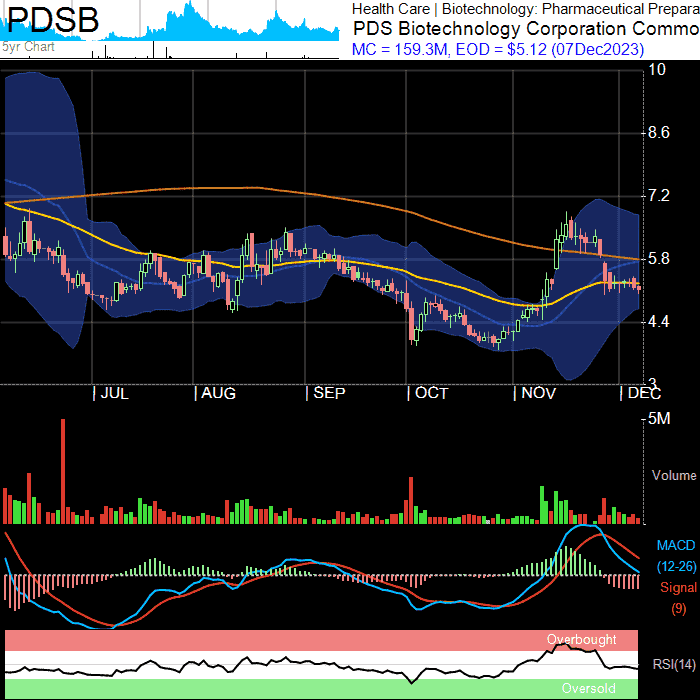 PDSB
5yr Chart
Health Care | Biotechnology: Pharmaceutical Prepara
PDS Biotechnology Corporation Commo
MC = 159.3M, EOD = $5.12 (07Dec2023)
10
8.6
7.2
5.8
4.4
3
| JUL | AUG | SEP | OCT | NOV | DEC
5M
Volume
MACD
(12-26)
Signal
(9)
Overbought
RSI(14)
Oversold